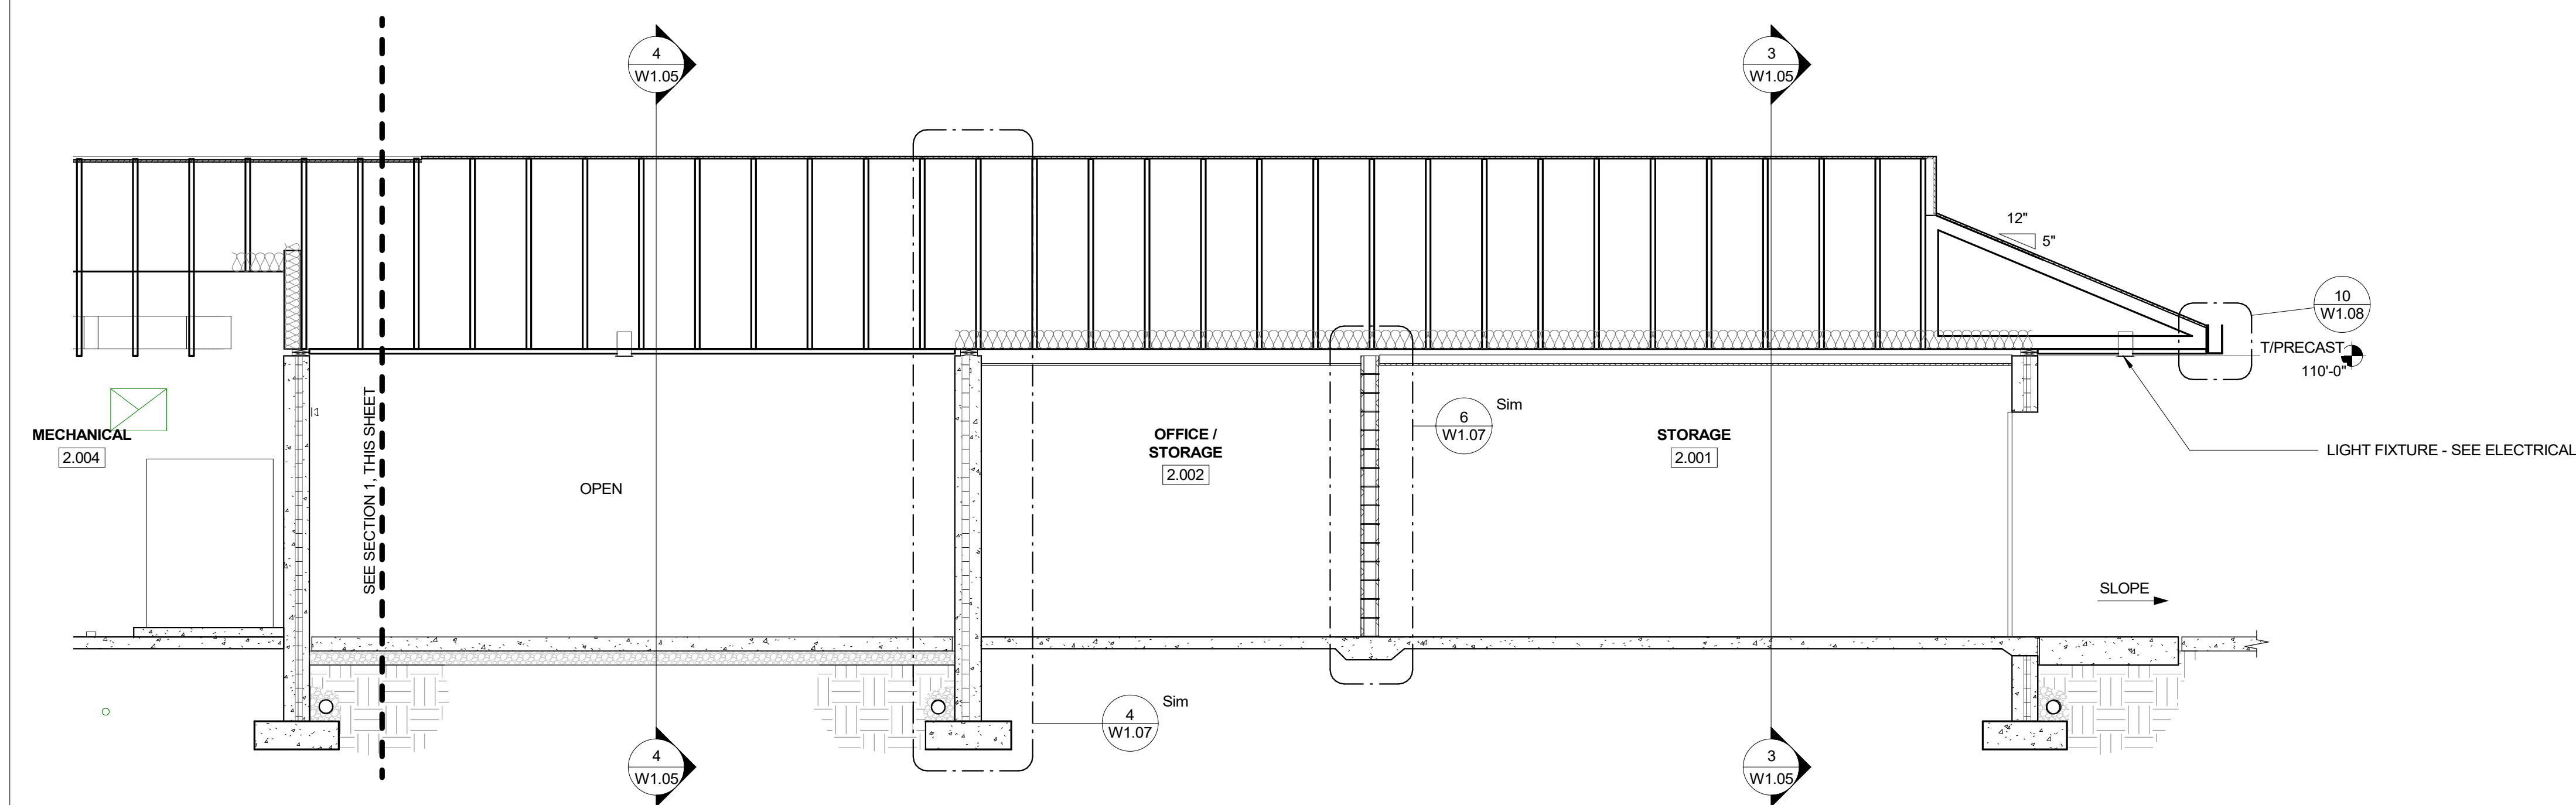 4
W1.05
3
W1.05
12"
5"
10
W1.08
T/PRECAST
110'-0"
SEE SECTION 1, THIS SHEET
MECHANICAL
2.004
OPEN
OFFICE /
STORAGE
2.002
6
W1.07
Sim
STORAGE
2.001
LIGHT FIXTURE - SEE ELECTRICAL
SLOPE
4
W1.07
Sim
4
W1.05
3
W1.05